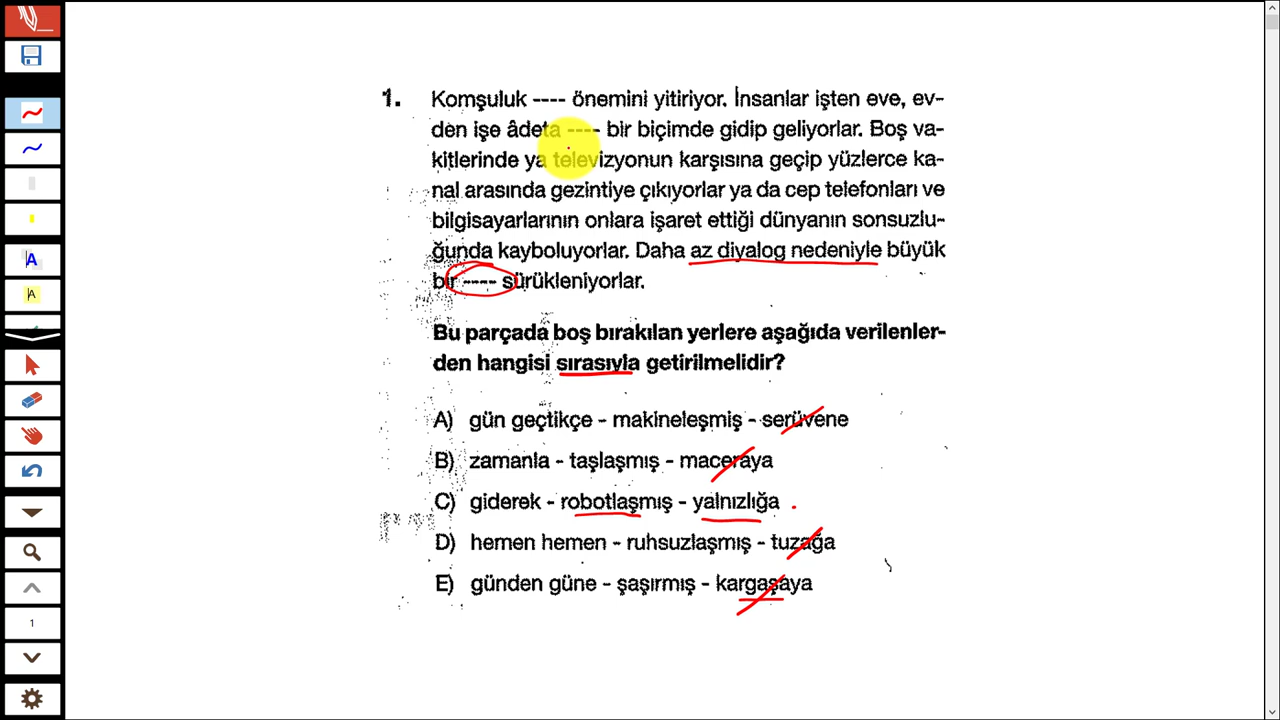 1. Komşuluk ---- önemini yitiriyor. İnsanlar işten eve, ev-
den işe âdeta ---- bir biçimde gidip geliyorlar. Boş va-
kitlerinde ya televizyonun karşısına geçip yüzlerce ka-
nal arasında gezintiye çıkıyorlar ya da cep telefonları ve
bilgisayarlarının onlara işaret ettiği dünyanın sonsuzlu-
ğunda kayboluyorlar. Daha az diyalog nedeniyle büyük
bir ---- sürükleniyorlar.
Bu parçada boş bırakılan yerlere aşağıda verilenler-
den hangisi sırasıyla getirilmelidir?
A) gün geçtikçe - makineleşmiş - serüvene
B) zamanla - taşlaşmış - maceraya
C) giderek - robotlaşmış - yalnızlığa
D) hemen hemen - ruhsuzlaşmış - tuzağa
E) günden güne - şaşırmış - kargaşaya
A
A
1